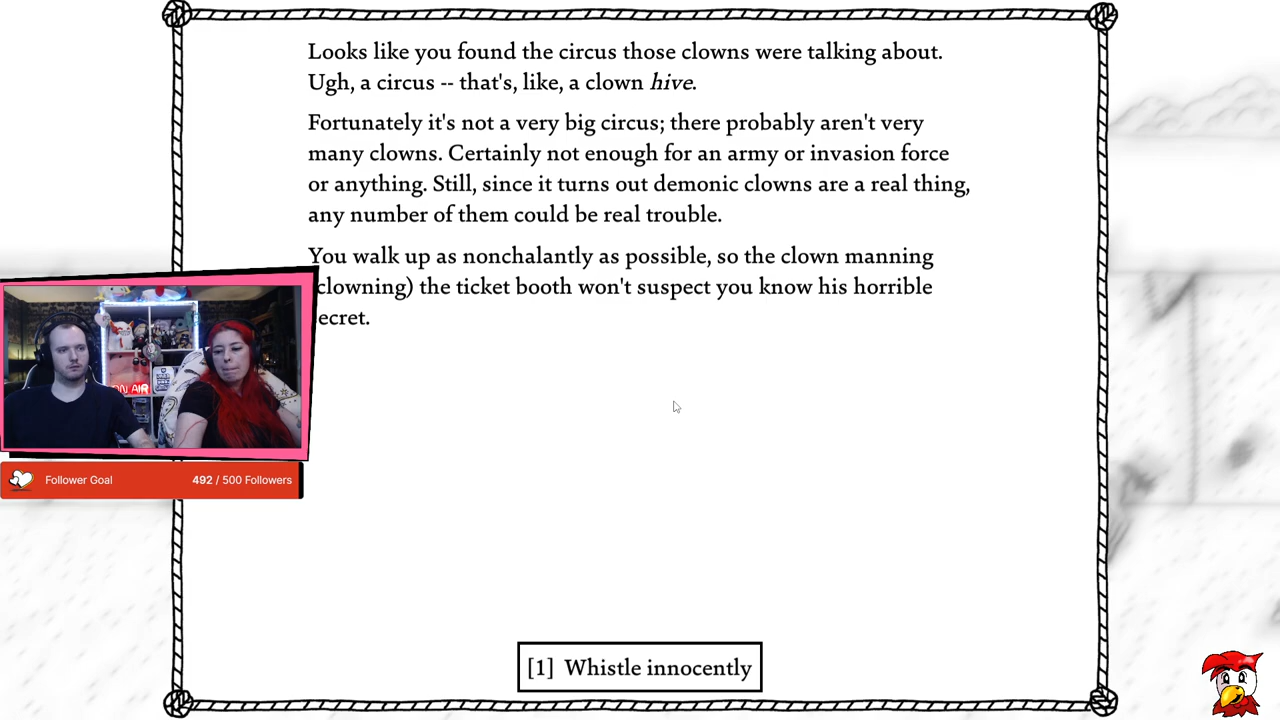 Looks like you found the circus those clowns were talking about.
Ugh, a circus -- that's, like, a clown hive.
Fortunately it's not a very big circus; there probably aren't very
many clowns. Certainly not enough for an army or invasion force
or anything. Still, since it turns out demonic clowns are a real thing,
any number of them could be real trouble.
You walk up as nonchalantly as possible, so the clown manning
clowning) the ticket booth won't suspect you know his horrible
ecret.
ON AIR
Follower Goal 492 / 500 Followers
[1] Whistle innocently